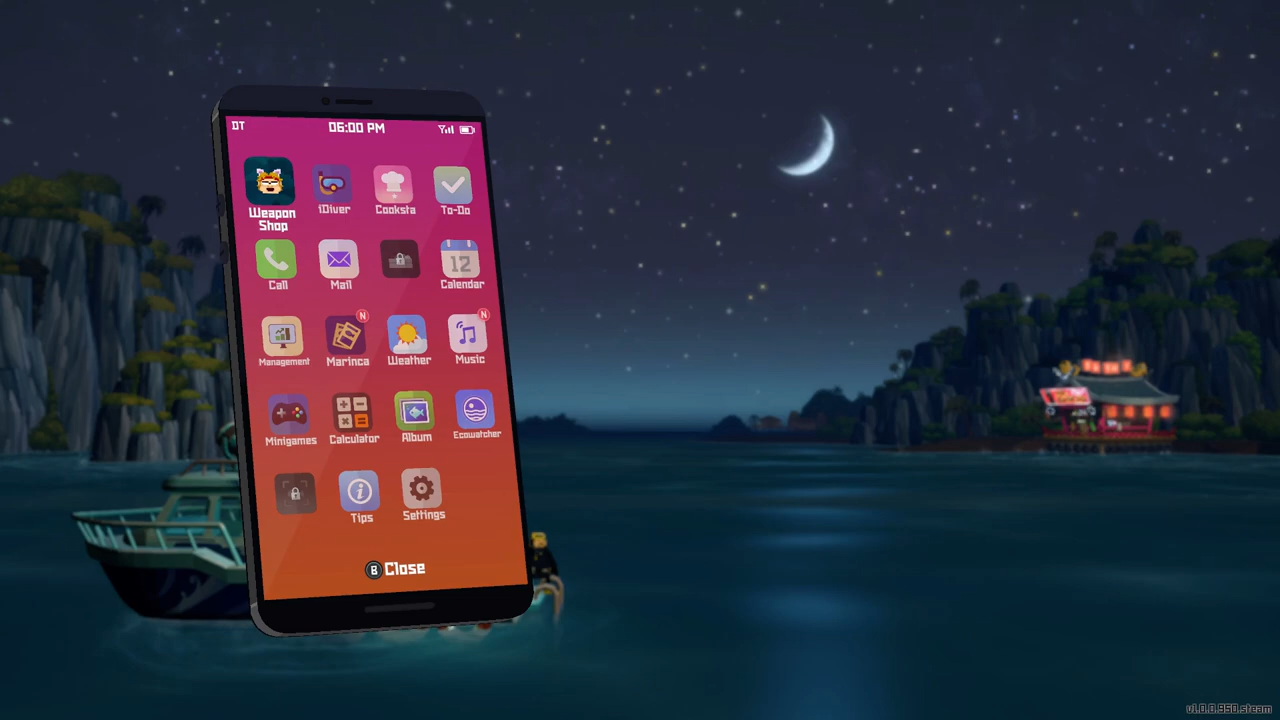 DT
06:00 PM
Weapon
Shop
iDiver
Cooksta
To-Do
Call
Mail
12
Calendar
Management
N
Marinca
Weather
N
Music
Minigames
Calculator
Album
Ecowatcher
i
Tips
Settings
B Close
v1.0.0.950.steam